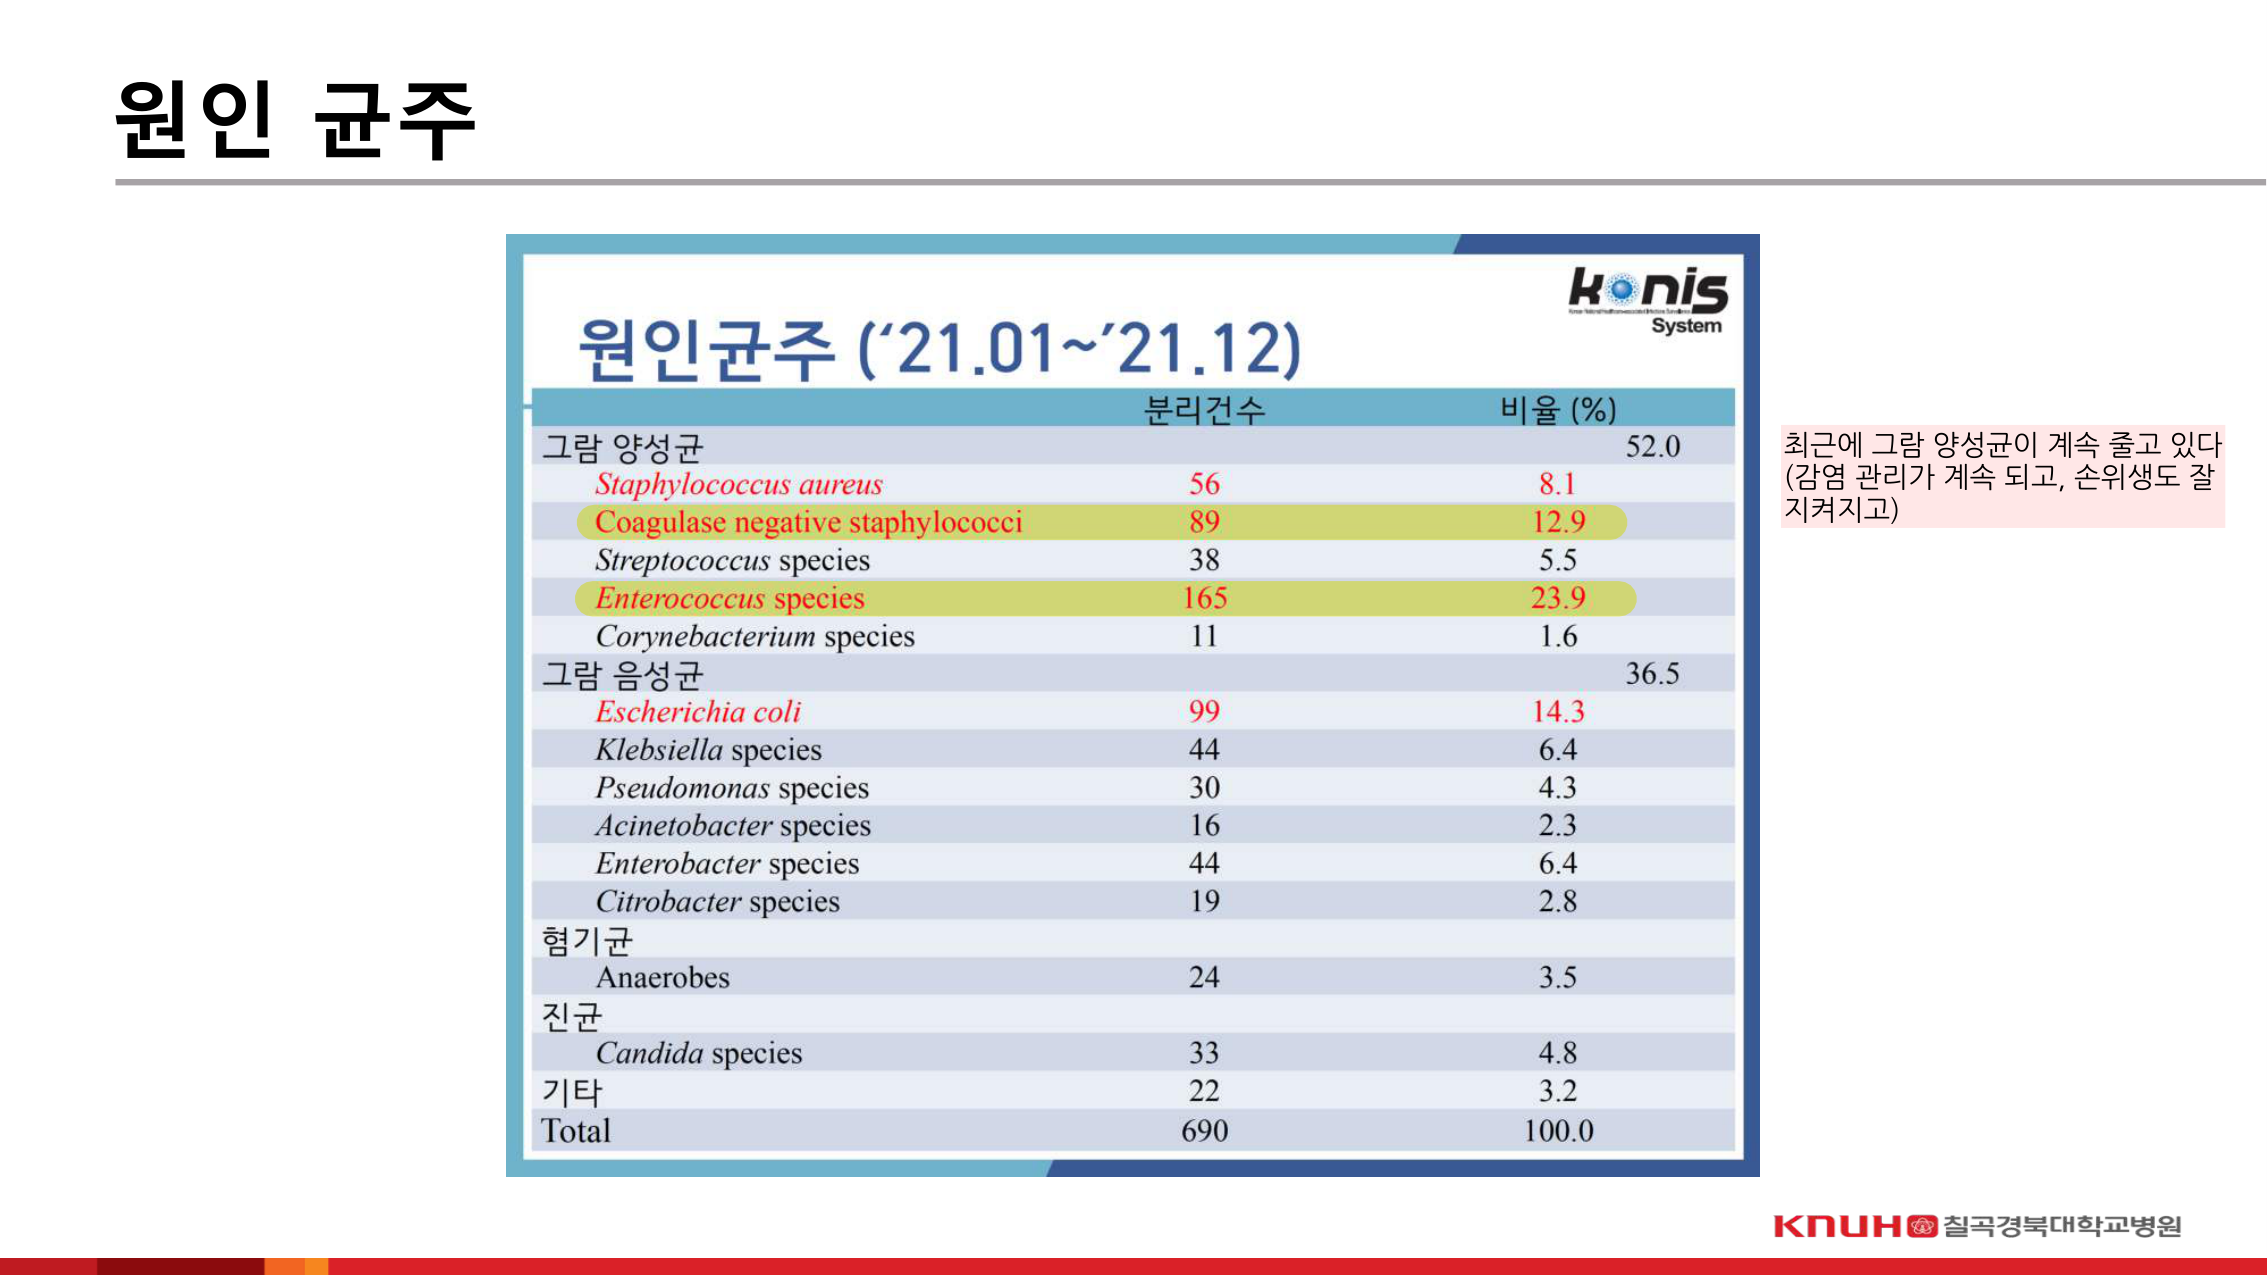 원인 균주
konis
System
원인균주 (‘21.01~’21.12)
분리건수 비율 (%)
그람 양성균 52.0
Staphylococcus aureus 56 8.1
Coagulase negative staphylococci 89 12.9
Streptococcus species 38 5.5
Enterococcus species 165 23.9
Corynebacterium species 11 1.6
그람 음성균 36.5
Escherichia coli 99 14.3
Klebsiella species 44 6.4
Pseudomonas species 30 4.3
Acinetobacter species 16 2.3
Enterobacter species 44 6.4
Citrobacter species 19 2.8
혐기균
Anaerobes 24 3.5
진균
Candida species 33 4.8
기타 22 3.2
Total 690 100.0
최근에 그람 양성균이 계속 줄고 있다
(감염 관리가 계속 되고, 손위생도 잘
지켜지고)
KNUH 칠곡경북대학교병원